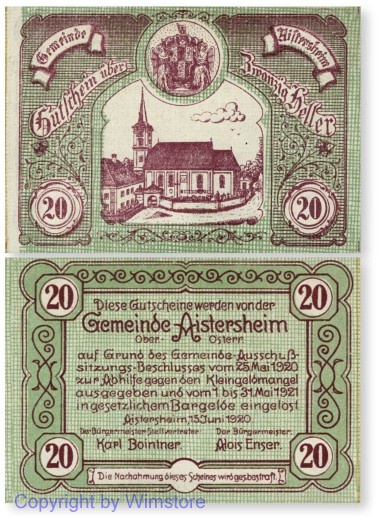 Gemeinde Aistersheim
Gutschein über Zwanzig Heller
20 20
20 20
Diese Gutscheine werden von der
Gemeinde Aistersheim
Ober- Österr.
auf Grund des Gemeinde-Ausschuß-
sitzungs-Beschlusses vom 25.Mai 1920
zur Abhilfe gegen den Kleingeldmangel
ausgegeben und vom 1 bis 31.Mai 1921
in gesetzlichem Bargelde eingelöst.
Aistersheim, 15.Juni 1920
Der Bürgermeister-Stellvertreter: Der Bürgermeister:
Karl Bointner. Alois Enser.
20 20
Die Nachahmung dieses Scheines wird gesbestraft.
Copyright by Wimstore